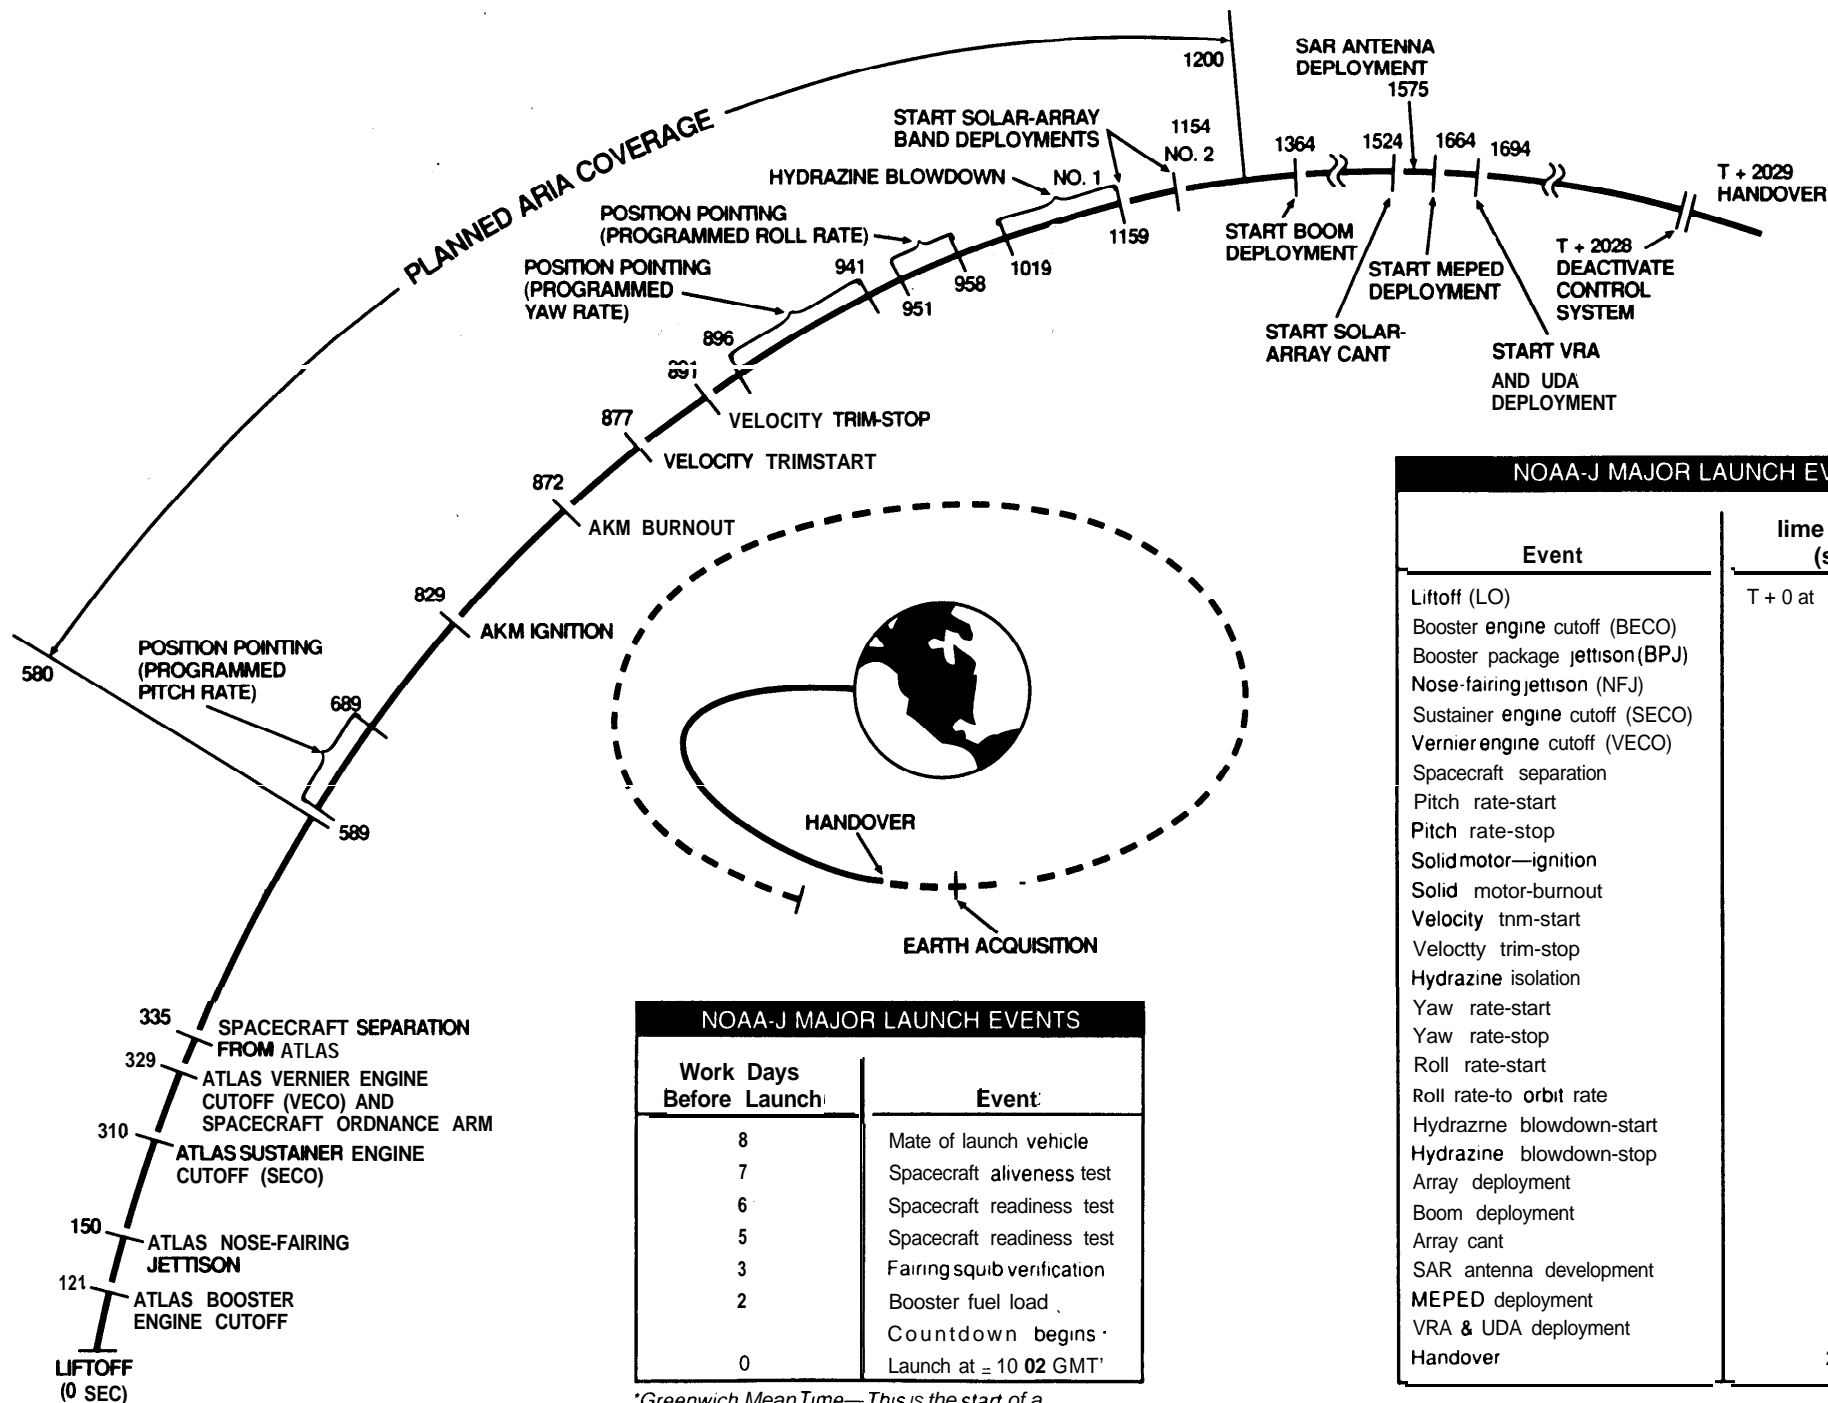 PLANNED ARIA COVERAGE
1200
SAR ANTENNA
DEPLOYMENT
1575
START SOLAR-ARRAY
BAND DEPLOYMENTS
1154
NO. 2
1364
1524
1664
1694
T + 2029
HANDOVER
HYDRAZINE BLOWDOWN
NO. 1
POSITION POINTING
(PROGRAMMED ROLL RATE)
1159
START BOOM
DEPLOYMENT
T + 2028
DEACTIVATE
CONTROL
SYSTEM
POSITION POINTING
(PROGRAMMED
YAW RATE)
941
1019
958
951
START MEPED
DEPLOYMENT
START SOLAR-
ARRAY CANT
START VRA
AND UDA
DEPLOYMENT
896
891
VELOCITY TRIM-STOP
877
VELOCITY TRIMSTART
872
AKM BURNOUT
829
AKM IGNITION
580
POSITION POINTING
(PROGRAMMED
PITCH RATE)
689
589
HANDOVER
EARTH ACQUISITION
335
SPACECRAFT SEPARATION
FROM ATLAS
329
ATLAS VERNIER ENGINE
CUTOFF (VECO) AND
SPACECRAFT ORDNANCE ARM
310
ATLAS SUSTAINER ENGINE
CUTOFF (SECO)
150
ATLAS NOSE-FAIRING
JETTISON
121
ATLAS BOOSTER
ENGINE CUTOFF
LIFTOFF
(0 SEC)
NOAA-J MAJOR LAUNCH EVENTS
Work Days
Before Launch
Event
8 Mate of launch vehicle
7 Spacecraft aliveness test
6 Spacecraft readiness test
5 Spacecraft readiness test
3 Fairing squib verification
2 Booster fuel load
Countdown begins
0 Launch at = 10 02 GMT'
*Greenwich Mean Time—This is the start of a
NOAA-J MAJOR LAUNCH EV
Event
lime
(s
Liftoff (LO) T + 0 at
Booster engine cutoff (BECO)
Booster package jettison (BPJ)
Nose-fairing jettison (NFJ)
Sustainer engine cutoff (SECO)
Vernier engine cutoff (VECO)
Spacecraft separation
Pitch rate-start
Pitch rate-stop
Solid motor—ignition
Solid motor-burnout
Velocity tnm-start
Veloctty trim-stop
Hydrazine isolation
Yaw rate-start
Yaw rate-stop
Roll rate-start
Roll rate-to orbit rate
Hydrazrne blowdown-start
Hydrazine blowdown-stop
Array deployment
Boom deployment
Array cant
SAR antenna development
MEPED deployment
VRA & UDA deployment
Handover